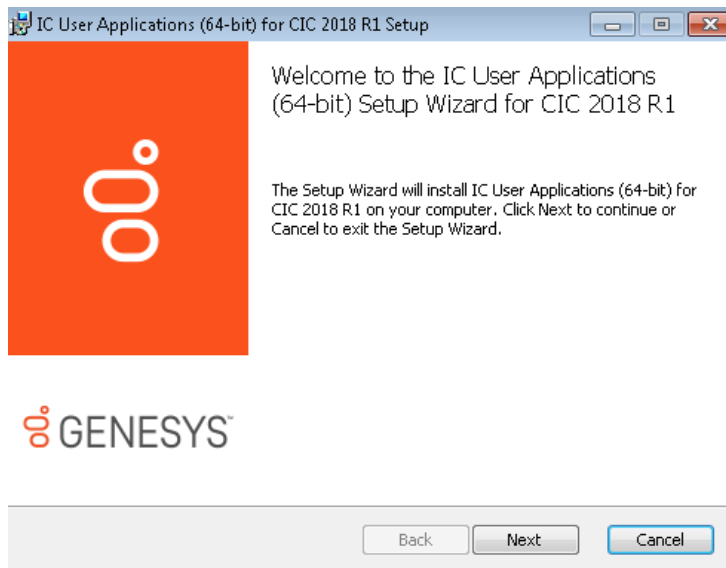 IC User Applications (64-bit) for CIC 2018 R1 Setup
Welcome to the IC User Applications
(64-bit) Setup Wizard for CIC 2018 R1
The Setup Wizard will install IC User Applications (64-bit) for
CIC 2018 R1 on your computer. Click Next to continue or
Cancel to exit the Setup Wizard.
GENESYS™
Back Next Cancel